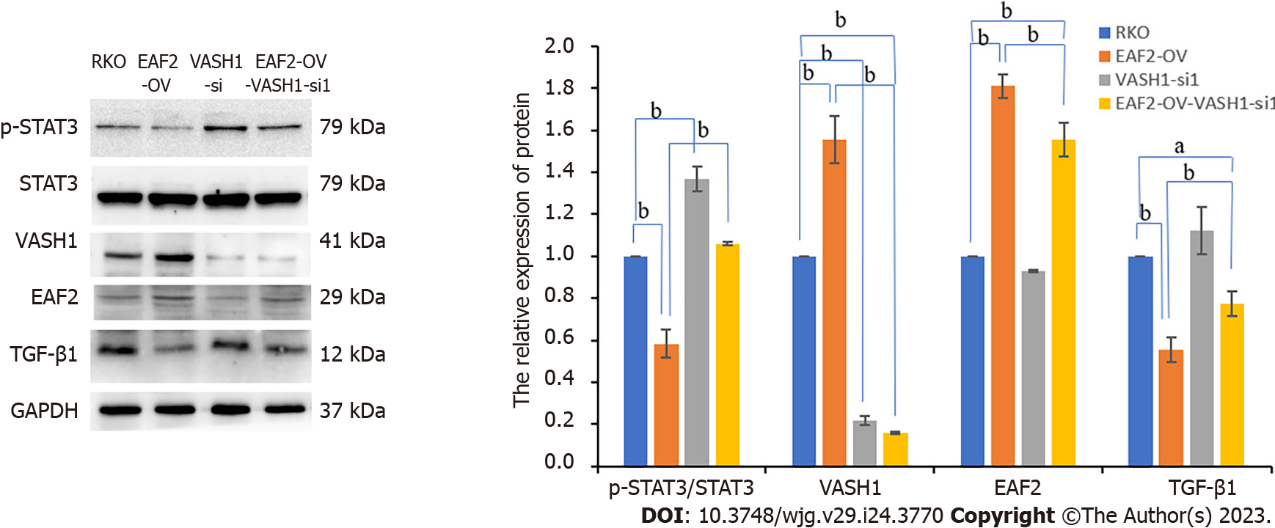 RKO EAF2 VASH1 EAF2-OV
-OV -si -VASH1-si1
p-STAT3 79 kDa
STAT3 79 kDa
VASH1 41 kDa
EAF2 29 kDa
TGF-β1 12 kDa
GAPDH 37 kDa
The relative expression of protein
2.0
1.8
1.6
1.4
1.2
1.0
0.8
0.6
0.4
0.2
0.0
b
b
b
b
b
b
b
b
b
b
a
b
b
RKO
EAF2-OV
VASH1-si1
EAF2-OV-VASH1-si1
p-STAT3/STAT3 VASH1 EAF2 TGF-β1
DOI: 10.3748/wjg.v29.i24.3770 Copyright ©The Author(s) 2023.